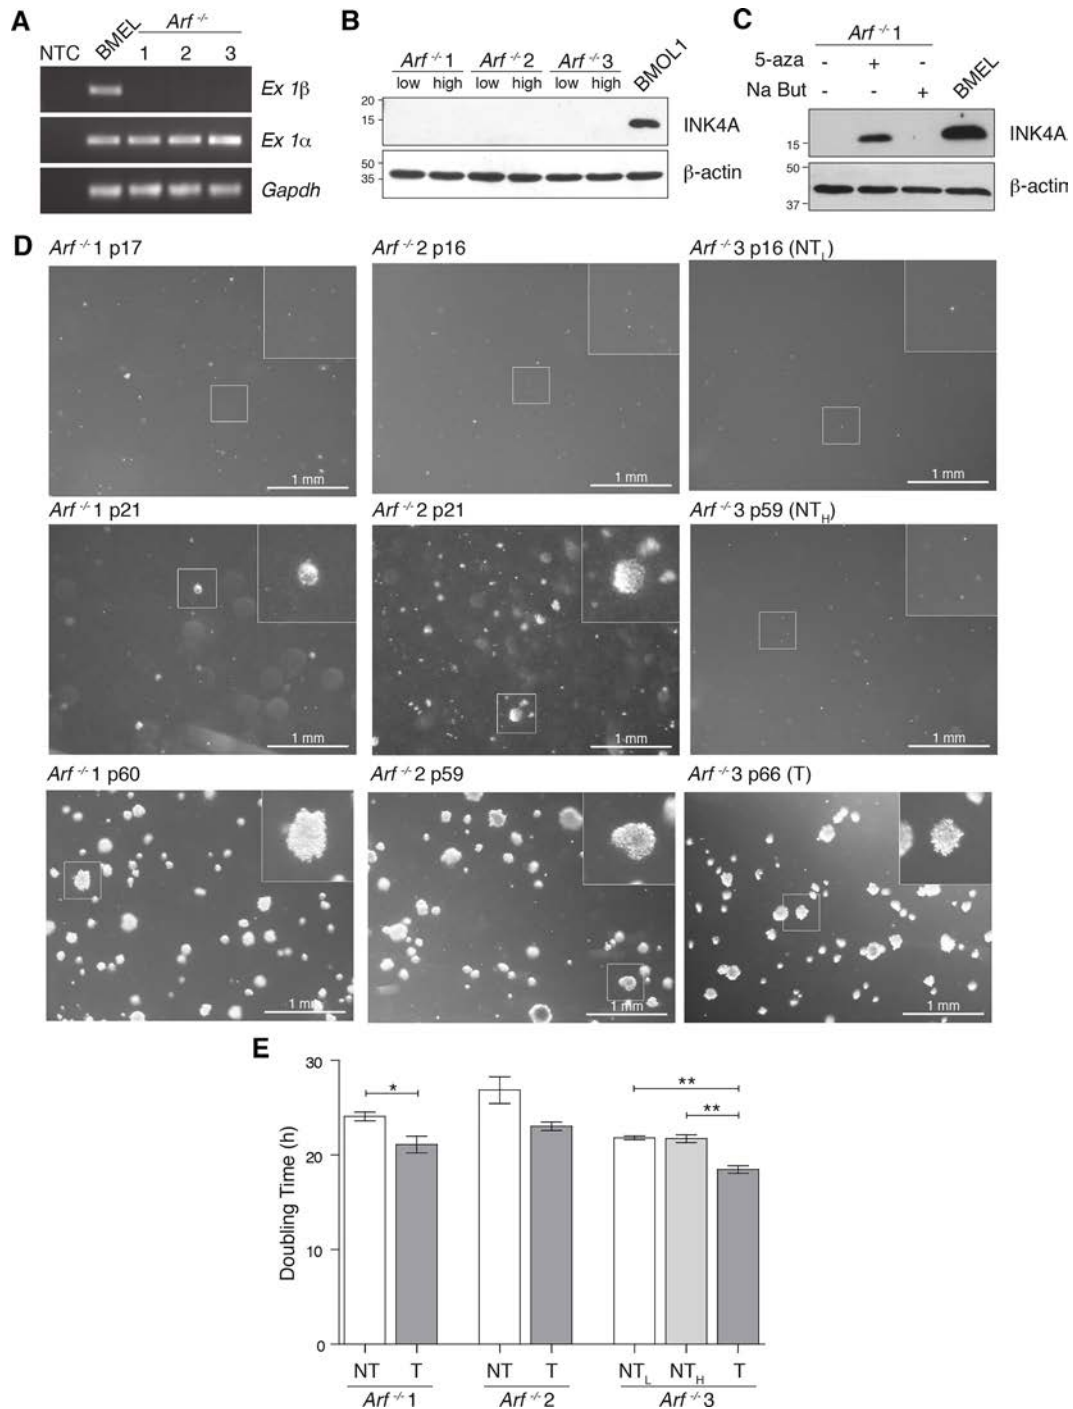 A
Arf -/-
NTC BMEL 1 2 3
Ex 1β
Ex 1α
Gapdh
B
Arf -/- 1 Arf -/- 2 Arf -/- 3 BMOL1
low high low high low high
20
15
INK4A
50
35
β-actin
C
Arf -/- 1
5-aza - + - BMEL
Na But - - +
15
INK4A
50
37
β-actin
D
Arf -/- 1 p17
Arf -/- 2 p16
Arf -/- 3 p16 (NTL)
1 mm
1 mm
1 mm
Arf -/- 1 p21
Arf -/- 2 p21
Arf -/- 3 p59 (NTH)
1 mm
1 mm
1 mm
Arf -/- 1 p60
Arf -/- 2 p59
Arf -/- 3 p66 (T)
1 mm
1 mm
1 mm
E
Doubling Time (h)
30
20
10
0
*
**
**
NT T NT T NTL NTH T
Arf -/- 1 Arf -/- 2 Arf -/- 3